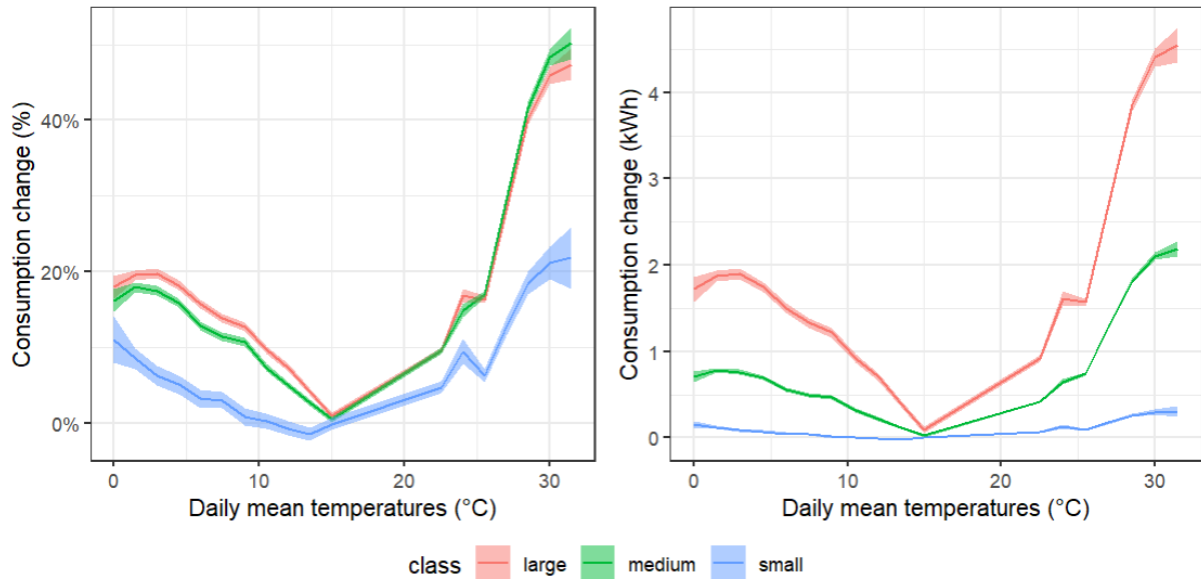 Consumption change (%)
40%
20%
0%
0 10 20 30
Daily mean temperatures (°C)
Consumption change (kWh)
4
3
2
1
0
0 10 20 30
Daily mean temperatures (°C)
class large medium small